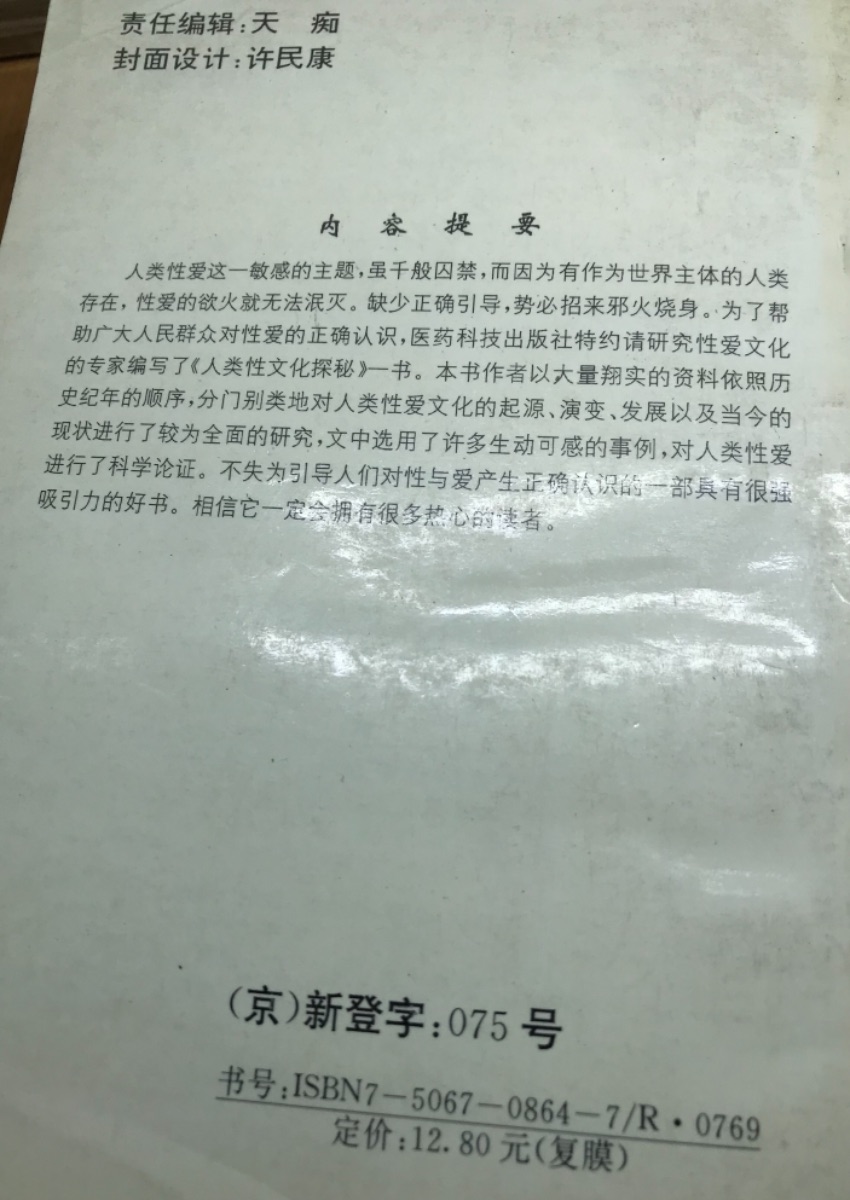 责任编辑：天　痴
封面设计：许民康
内 容 提 要
人类性爱这一敏感的主题，虽千般囚禁，而因为有作为世界主体的人类
存在，性爱的欲火就无法泯灭。缺少正确引导，势必招来邪火烧身。为了帮
助广大人民群众对性爱的正确认识，医药科技出版社特约请研究性爱文化
的专家编写了《人类性文化探秘》一书。本书作者以大量翔实的资料依照历
史纪年的顺序，分门别类地对人类性爱文化的起源、演变、发展以及当今的
现状进行了较为全面的研究，文中选用了许多生动可感的事例，对人类性爱
进行了科学论证。不失为引导人们对性与爱产生正确认识的一部具有很强
吸引力的好书。相信它一定会拥有很多热心的读者。
（京）新登字：075 号
书号：ISBN7－5067－0864－7/R·0769
定价：12.80 元（复膜）